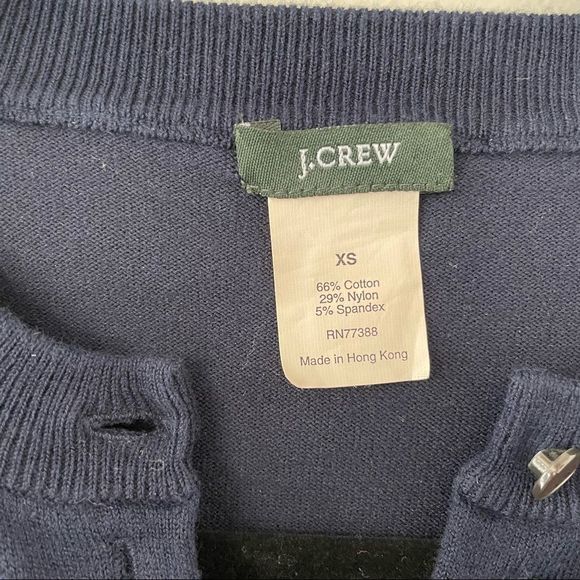 J.CREW
XS
66% Cotton
29% Nylon
5% Spandex
RN77388
Made in Hong Kong